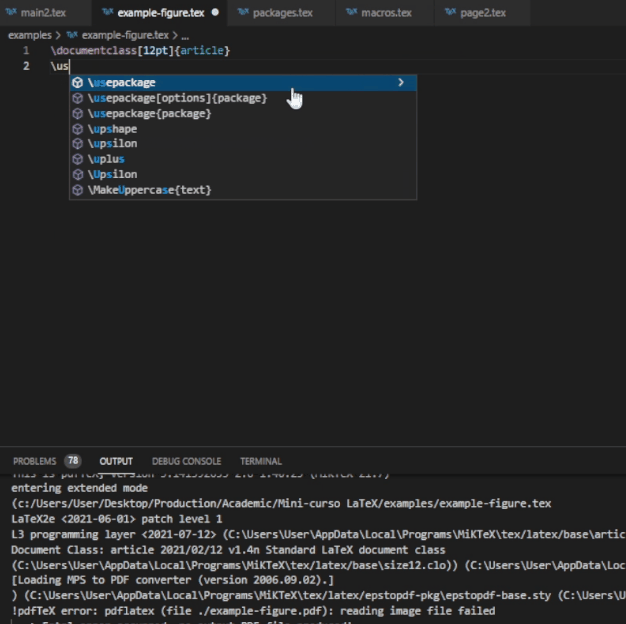 main2.tex example-figure.tex packages.tex macros.tex page2.tex
examples > example-figure.tex > ...
1 \documentclass[12pt]{article}
2 \us
\usepackage
\usepackage[options]{package}
\usepackage{package}
\upshape
\upsilon
\uplus
\Upsilon
\MakeUppercase{text}
PROBLEMS 78 OUTPUT DEBUG CONSOLE TERMINAL
entering extended mode
(c:/Users/User/Desktop/Production/Academic/Mini-curso LaTeX/examples/example-figure.tex
LaTeX2e <2021-06-01> patch level 1
L3 programming layer <2021-07-12> (C:\Users\User\AppData\Local\Programs\MiKTeX\tex/latex/base\artic
Document Class: article 2021/02/12 v1.4n Standard LaTeX document class
(C:\Users\User\AppData\Local\Programs\MiKTeX\tex/latex/base\size12.clo)) (C:\Users\User\AppData\Loc
[Loading MPS to PDF converter (version 2006.09.02).]
) (C:\Users\User\AppData\Local\Programs\MiKTeX\tex/latex/epstopdf-pkg\epstopdf-base.sty (C:\Users\U
!pdfTeX error: pdflatex (file ./example-figure.pdf): reading image file failed